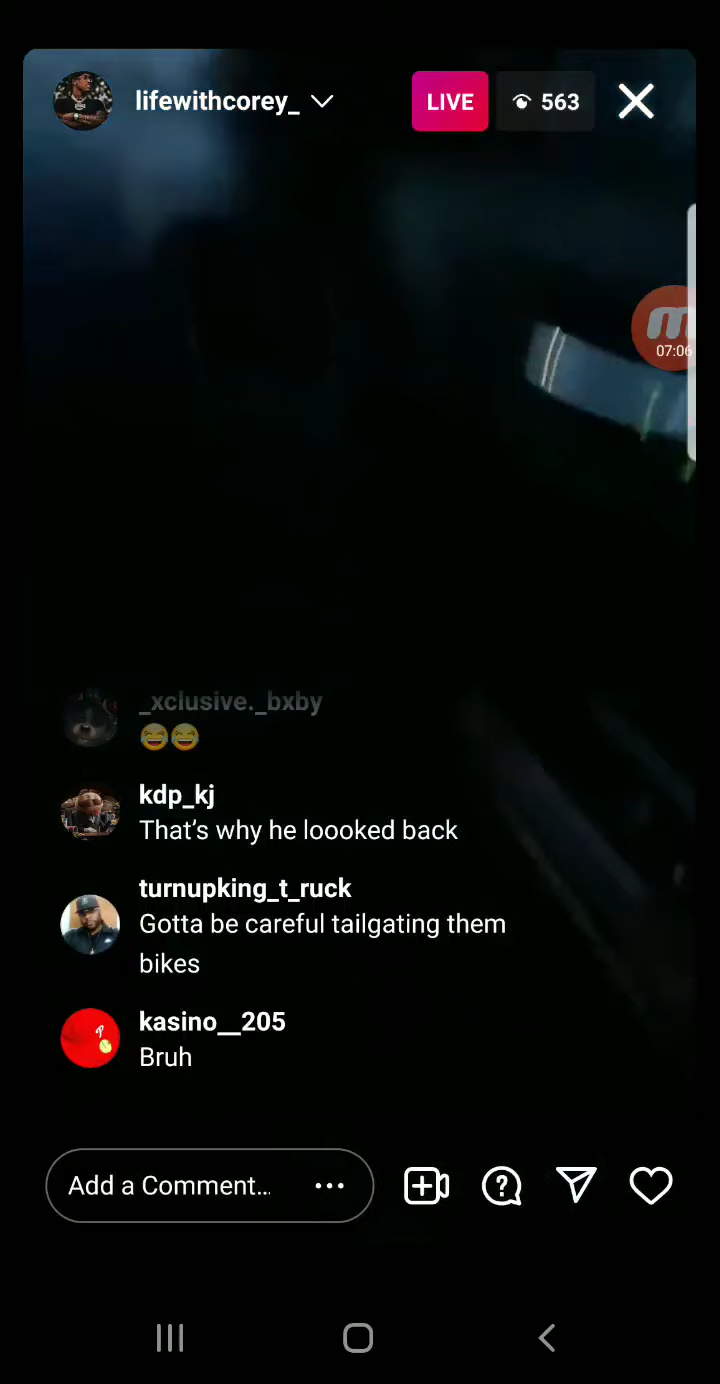 lifewithcorey_
LIVE
563
07:06
_xclusive._bxby
😂😂
kdp_kj
That's why he loooked back
turnupking_t_ruck
Gotta be careful tailgating them
bikes
kasino__205
Bruh
Add a Comment...